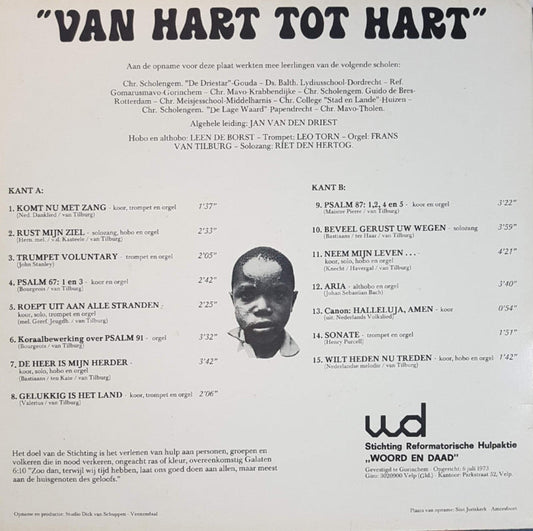 "VAN HART TOT HART"
Aan de opname voor deze plaat werkten mee leerlingen van de volgende scholen:
Chr. Scholengem. "De Driestar"-Gouda – Ds. Balth. Lydiusschool-Dordrecht – Ref.
Gomarusmavo-Gorinchem – Chr. Mavo-Krabbendijke – Chr. Scholengem. Guido de Bres-
Rotterdam – Chr. Meisjesschool-Middelharnis – Chr. College "Stad en Lande"-Huizen –
Chr. Scholengem. "De Lage Waard" Papendrecht – Chr. Mavo-Tholen.
Algehele leiding: JAN VAN DEN DRIEST
Hobo en althobo: LEEN DE BORST – Trompet: LEO TORN – Orgel: FRANS
VAN TILBURG – Solozang: RIET DEN HERTOG.
KANT A:
1. KOMT NU MET ZANG - koor, trompet en orgel 1'37"
(Ned. Danklied / van Tilburg)
2. RUST MIJN ZIEL - solozang, hobo en orgel 2'33"
(Hern. mel. / v.d. Kasteele / van Tilburg)
3. TRUMPET VOLUNTARY - trompet en orgel 2'05"
(John Stanley)
4. PSALM 67: 1 en 3 - koor en orgel 2'42"
(Bourgeois / van Tilburg)
5. ROEPT UIT AAN ALLE STRANDEN - 2'25"
koor, solo, trompet en orgel
(mel. Geref. Jeugdb. / van Tilburg)
6. Koraalbewerking over PSALM 91 - orgel 3'32"
(Bourgeois / van Tilburg)
7. DE HEER IS MIJN HERDER - 3'42"
koor, solo, hobo en orgel
(Bastiaans / ten Kate / van Tilburg)
8. GELUKKIG IS HET LAND - koor, trompet en orgel 2'06"
(Valerius / van Tilburg)
KANT B:
9. PSALM 87: 1,2, 4 en 5 - koor en orgel 3'22"
(Maistre Pierre / van Tilburg)
10. BEVEEL GERUST UW WEGEN - solozang 3'59"
(Bastiaans / ter Haar / van Tilburg)
11. NEEM MIJN LEVEN . . . - 4'21"
koor, solo, hobo en orgel
(Knecht / Havergal / van Tilburg)
12. ARIA - althobo en orgel 3'40"
(Johan Sebastian Bach)
13. Canon: HALLELUJA, AMEN - koor 0'54"
(uit: Nederlands Volkslied)
14. SONATE - trompet en orgel 1'51"
(Henry Purcell)
15. WILT HEDEN NU TREDEN - koor, hobo en orgel 1'42"
(Nederlandse melodie / van Tilburg)
Het doel van de Stichting is het verlenen van hulp aan personen, groepen en
volkeren die in nood verkeren, ongeacht ras of kleur, overeenkomstig Galaten
6:10 "Zoo dan, terwijl wij tijd hebben, laat ons goed doen aan allen, maar meest
aan de huisgenoten des geloofs."
wd
Stichting Reformatorische Hulpaktie
„WOORD EN DAAD"
Gevestigd te Gorinchem - Opgericht: 6 juli 1973
Giro: 3020900 Velp (Gld.) - Kantoor: Parkstraat 32, Velp.
Opname en produktie: Studio Dick van Schuppen - Veenendaal
Plaats van opname: Sint Joriskerk - Amersfoort